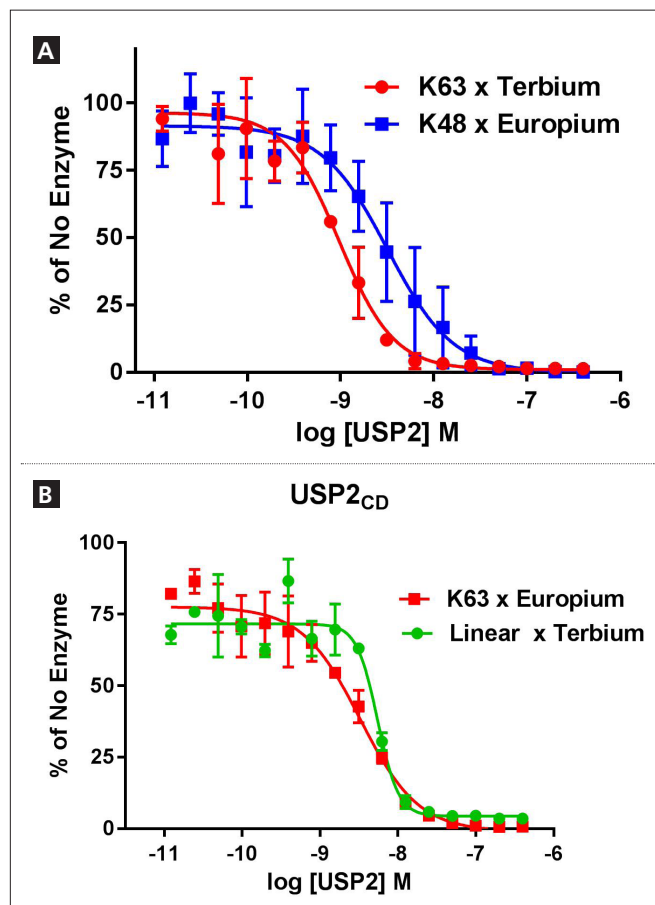 A
K63 x Terbium
K48 x Europium
100
75
50
25
0
% of No Enzyme
-11 -10 -9 -8 -7 -6
log [USP2] M
B
USP2CD
K63 x Europium
Linear x Terbium
100
75
50
25
0
% of No Enzyme
-11 -10 -9 -8 -7 -6
log [USP2] M